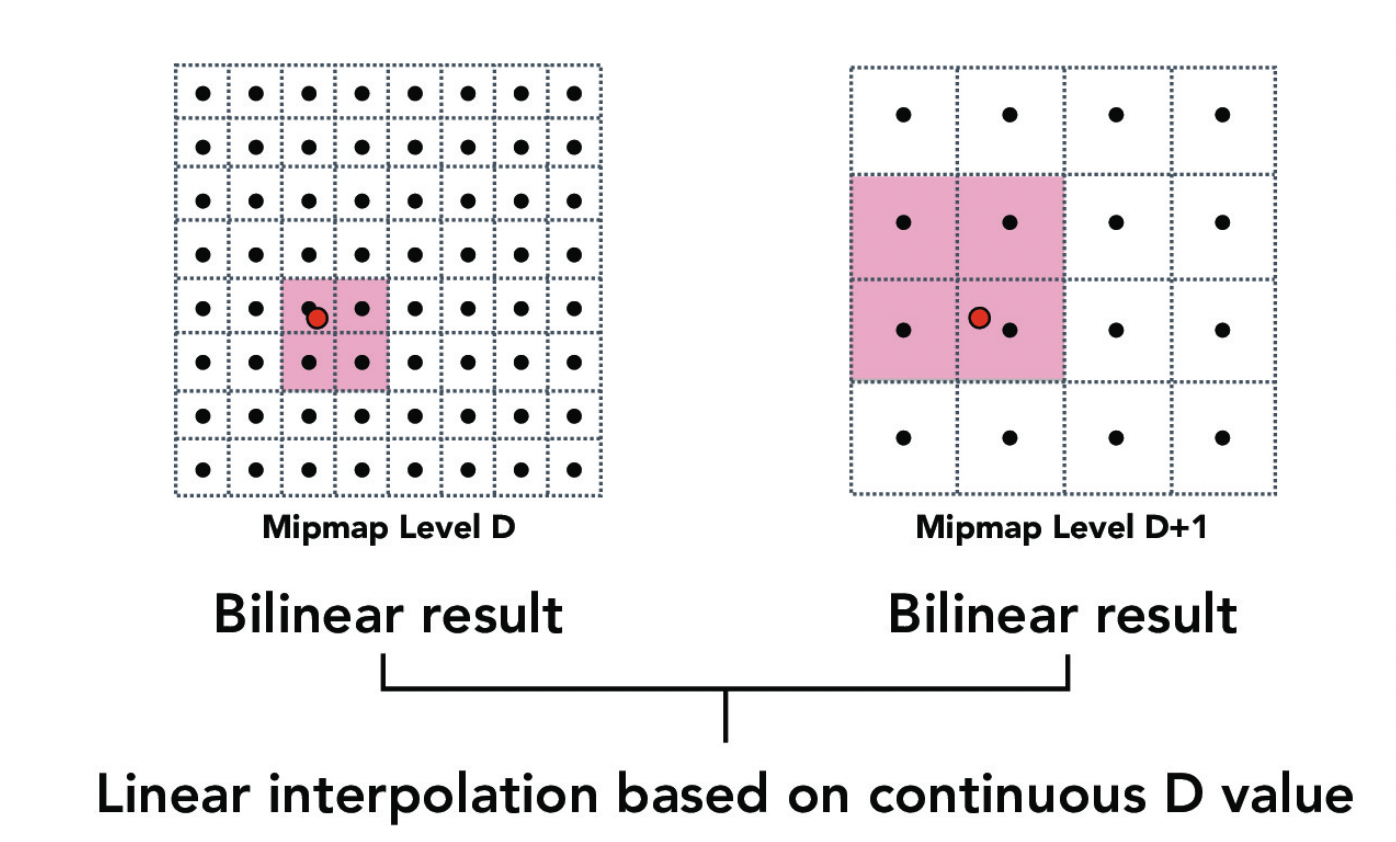 Mipmap Level D
Mipmap Level D+1
Bilinear result
Bilinear result
Linear interpolation based on continuous D value